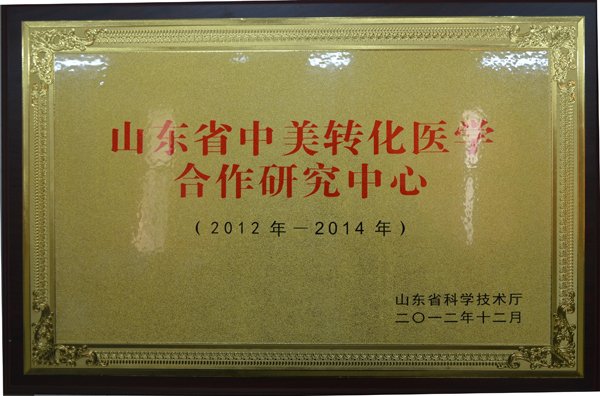 山东省中美转化医学
合作研究中心
（2012年－2014年）
山东省科学技术厅
二〇一二年十二月